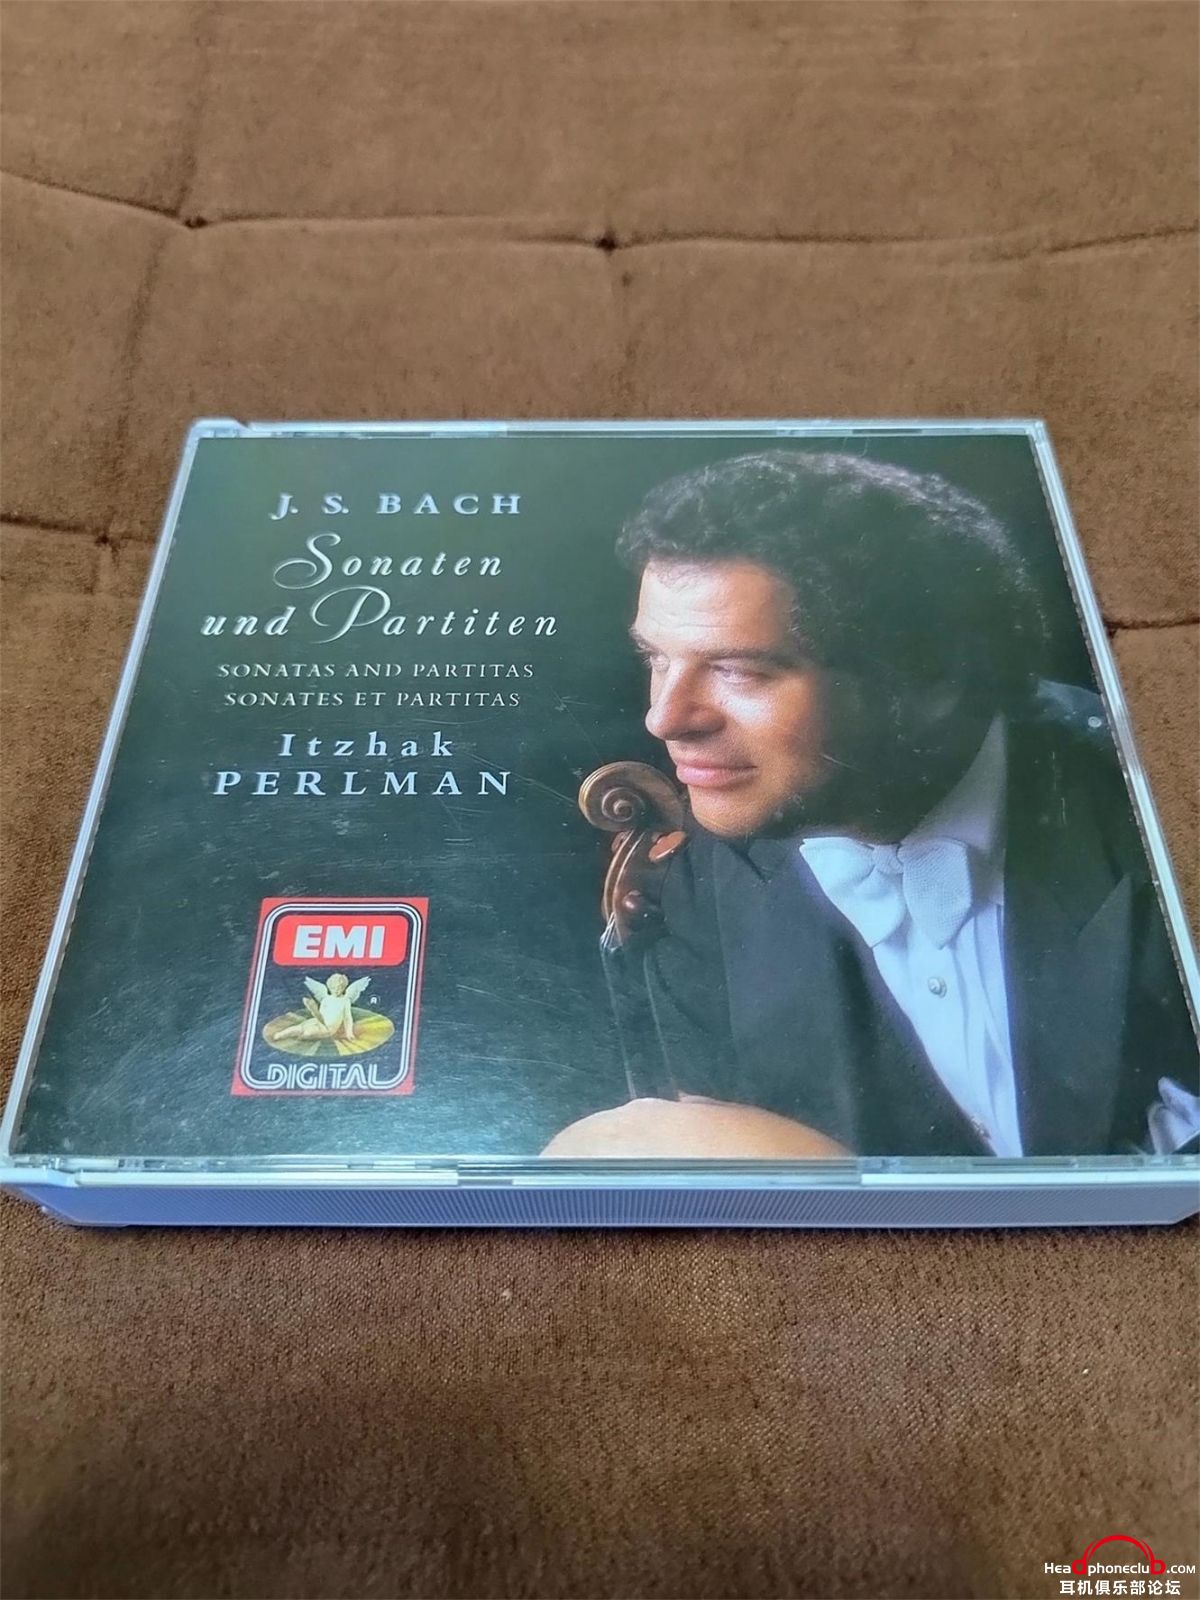 J. S. BACH
Sonaten
und Partiten
SONATAS AND PARTITAS
SONATES ET PARTITAS
Itzhak
PERLMAN
EMI
®
DIGITAL
HeadphoneclubD.COM
耳机俱乐部论坛